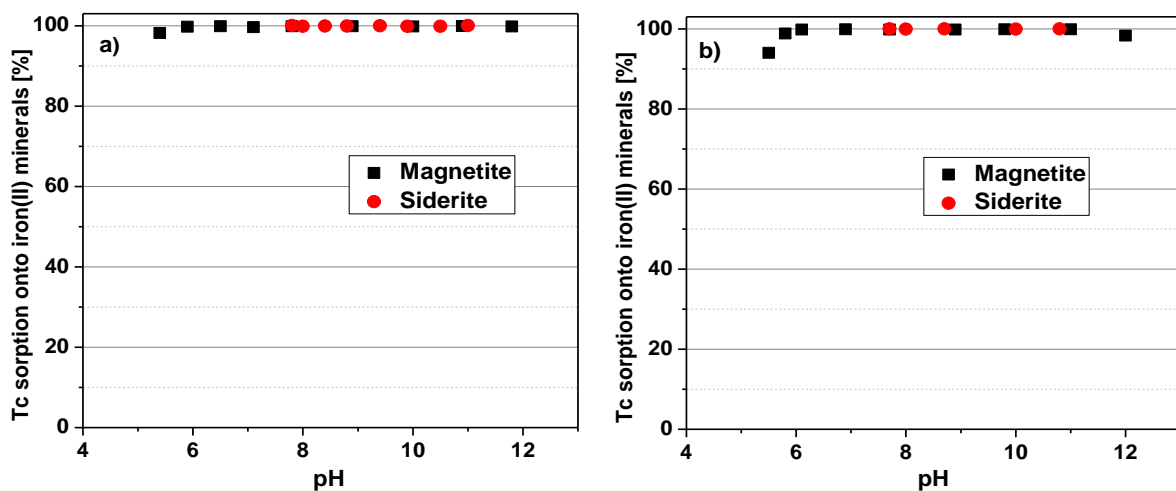 a)
Tc sorption onto iron(II) minerals [%]
100
80
60
40
20
0
Magnetite
Siderite
4 6 8 10 12
pH
b)
Tc sorption onto iron(II) minerals [%]
100
80
60
40
20
0
Magnetite
Siderite
4 6 8 10 12
pH